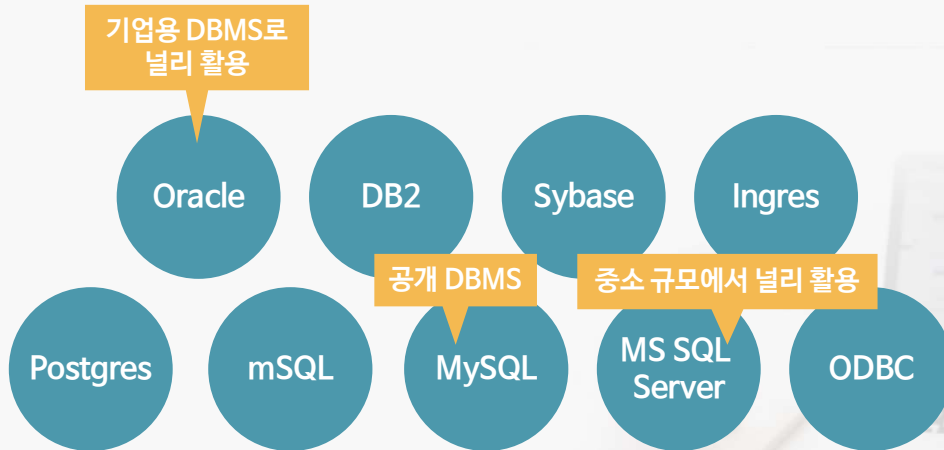 기업용 DBMS로
널리 활용
Oracle
DB2
Sybase
Ingres
공개 DBMS
중소 규모에서 널리 활용
Postgres
mSQL
MySQL
MS SQL
Server
ODBC